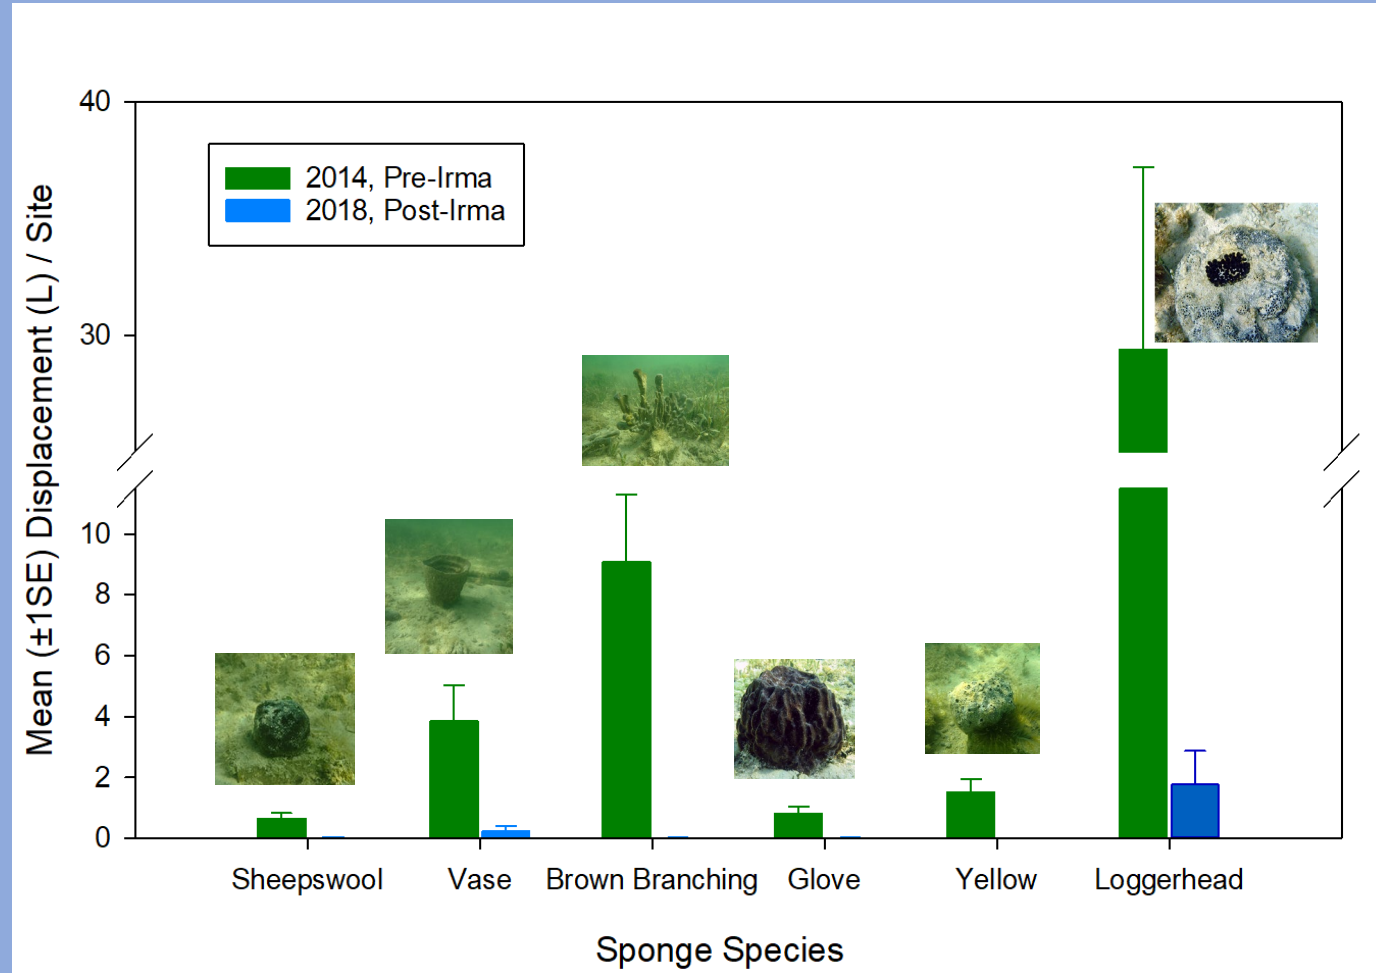 40
30
10
8
6
4
2
0
Mean (±1SE) Displacement (L) / Site
2014, Pre-Irma
2018, Post-Irma
Sheepswool
Vase
Brown Branching
Glove
Yellow
Loggerhead
Sponge Species